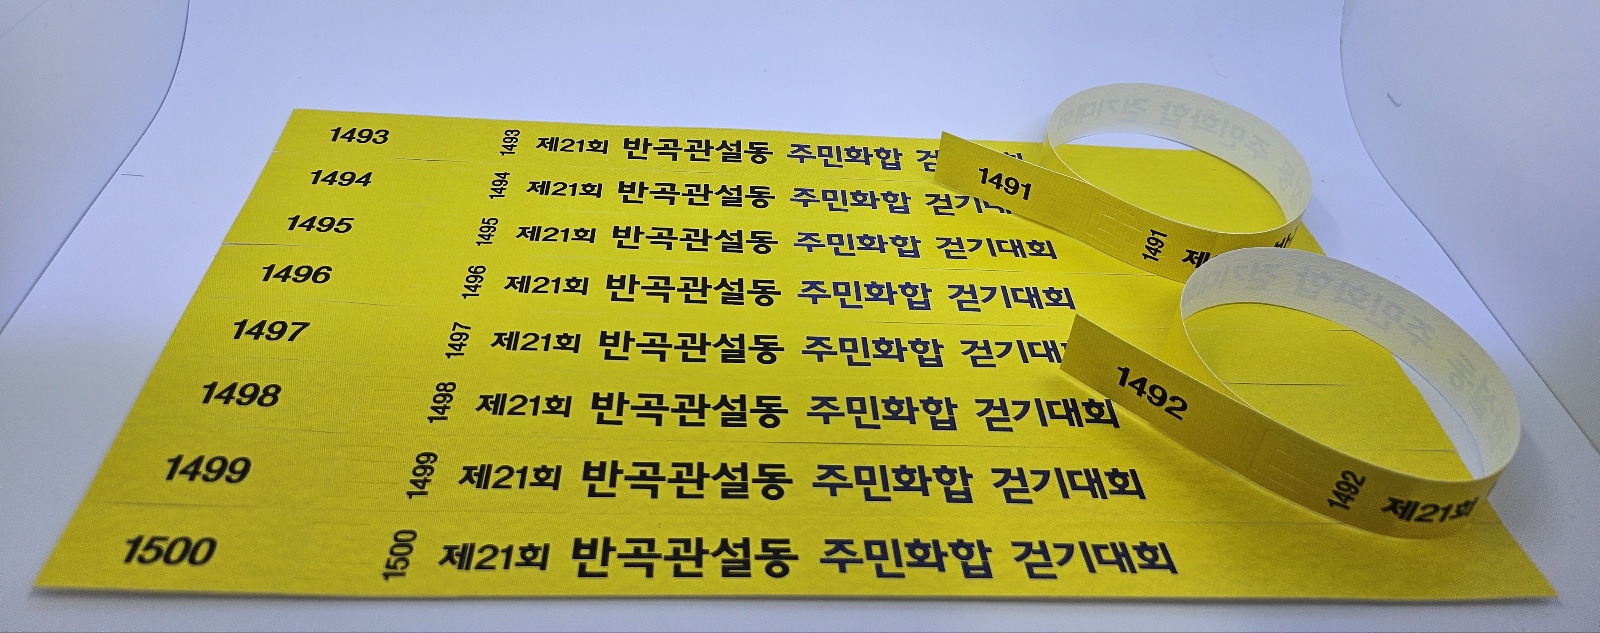 1493 1493 제21회 반곡관설동 주민화합
1494 1494 제21회 반곡관설동 주민화합 걷기대
1495 1495 제21회 반곡관설동 주민화합 걷기대회
1496 1496 제21회 반곡관설동 주민화합 걷기대회
1497 1497 제21회 반곡관설동 주민화합 걷기대
1498 1498 제21회 반곡관설동 주민화합 걷기대회
1499 1499 제21회 반곡관설동 주민화합 걷기대회
1500 1500 제21회 반곡관설동 주민화합 걷기대회
1491 1491 제
1492 1492 제21회